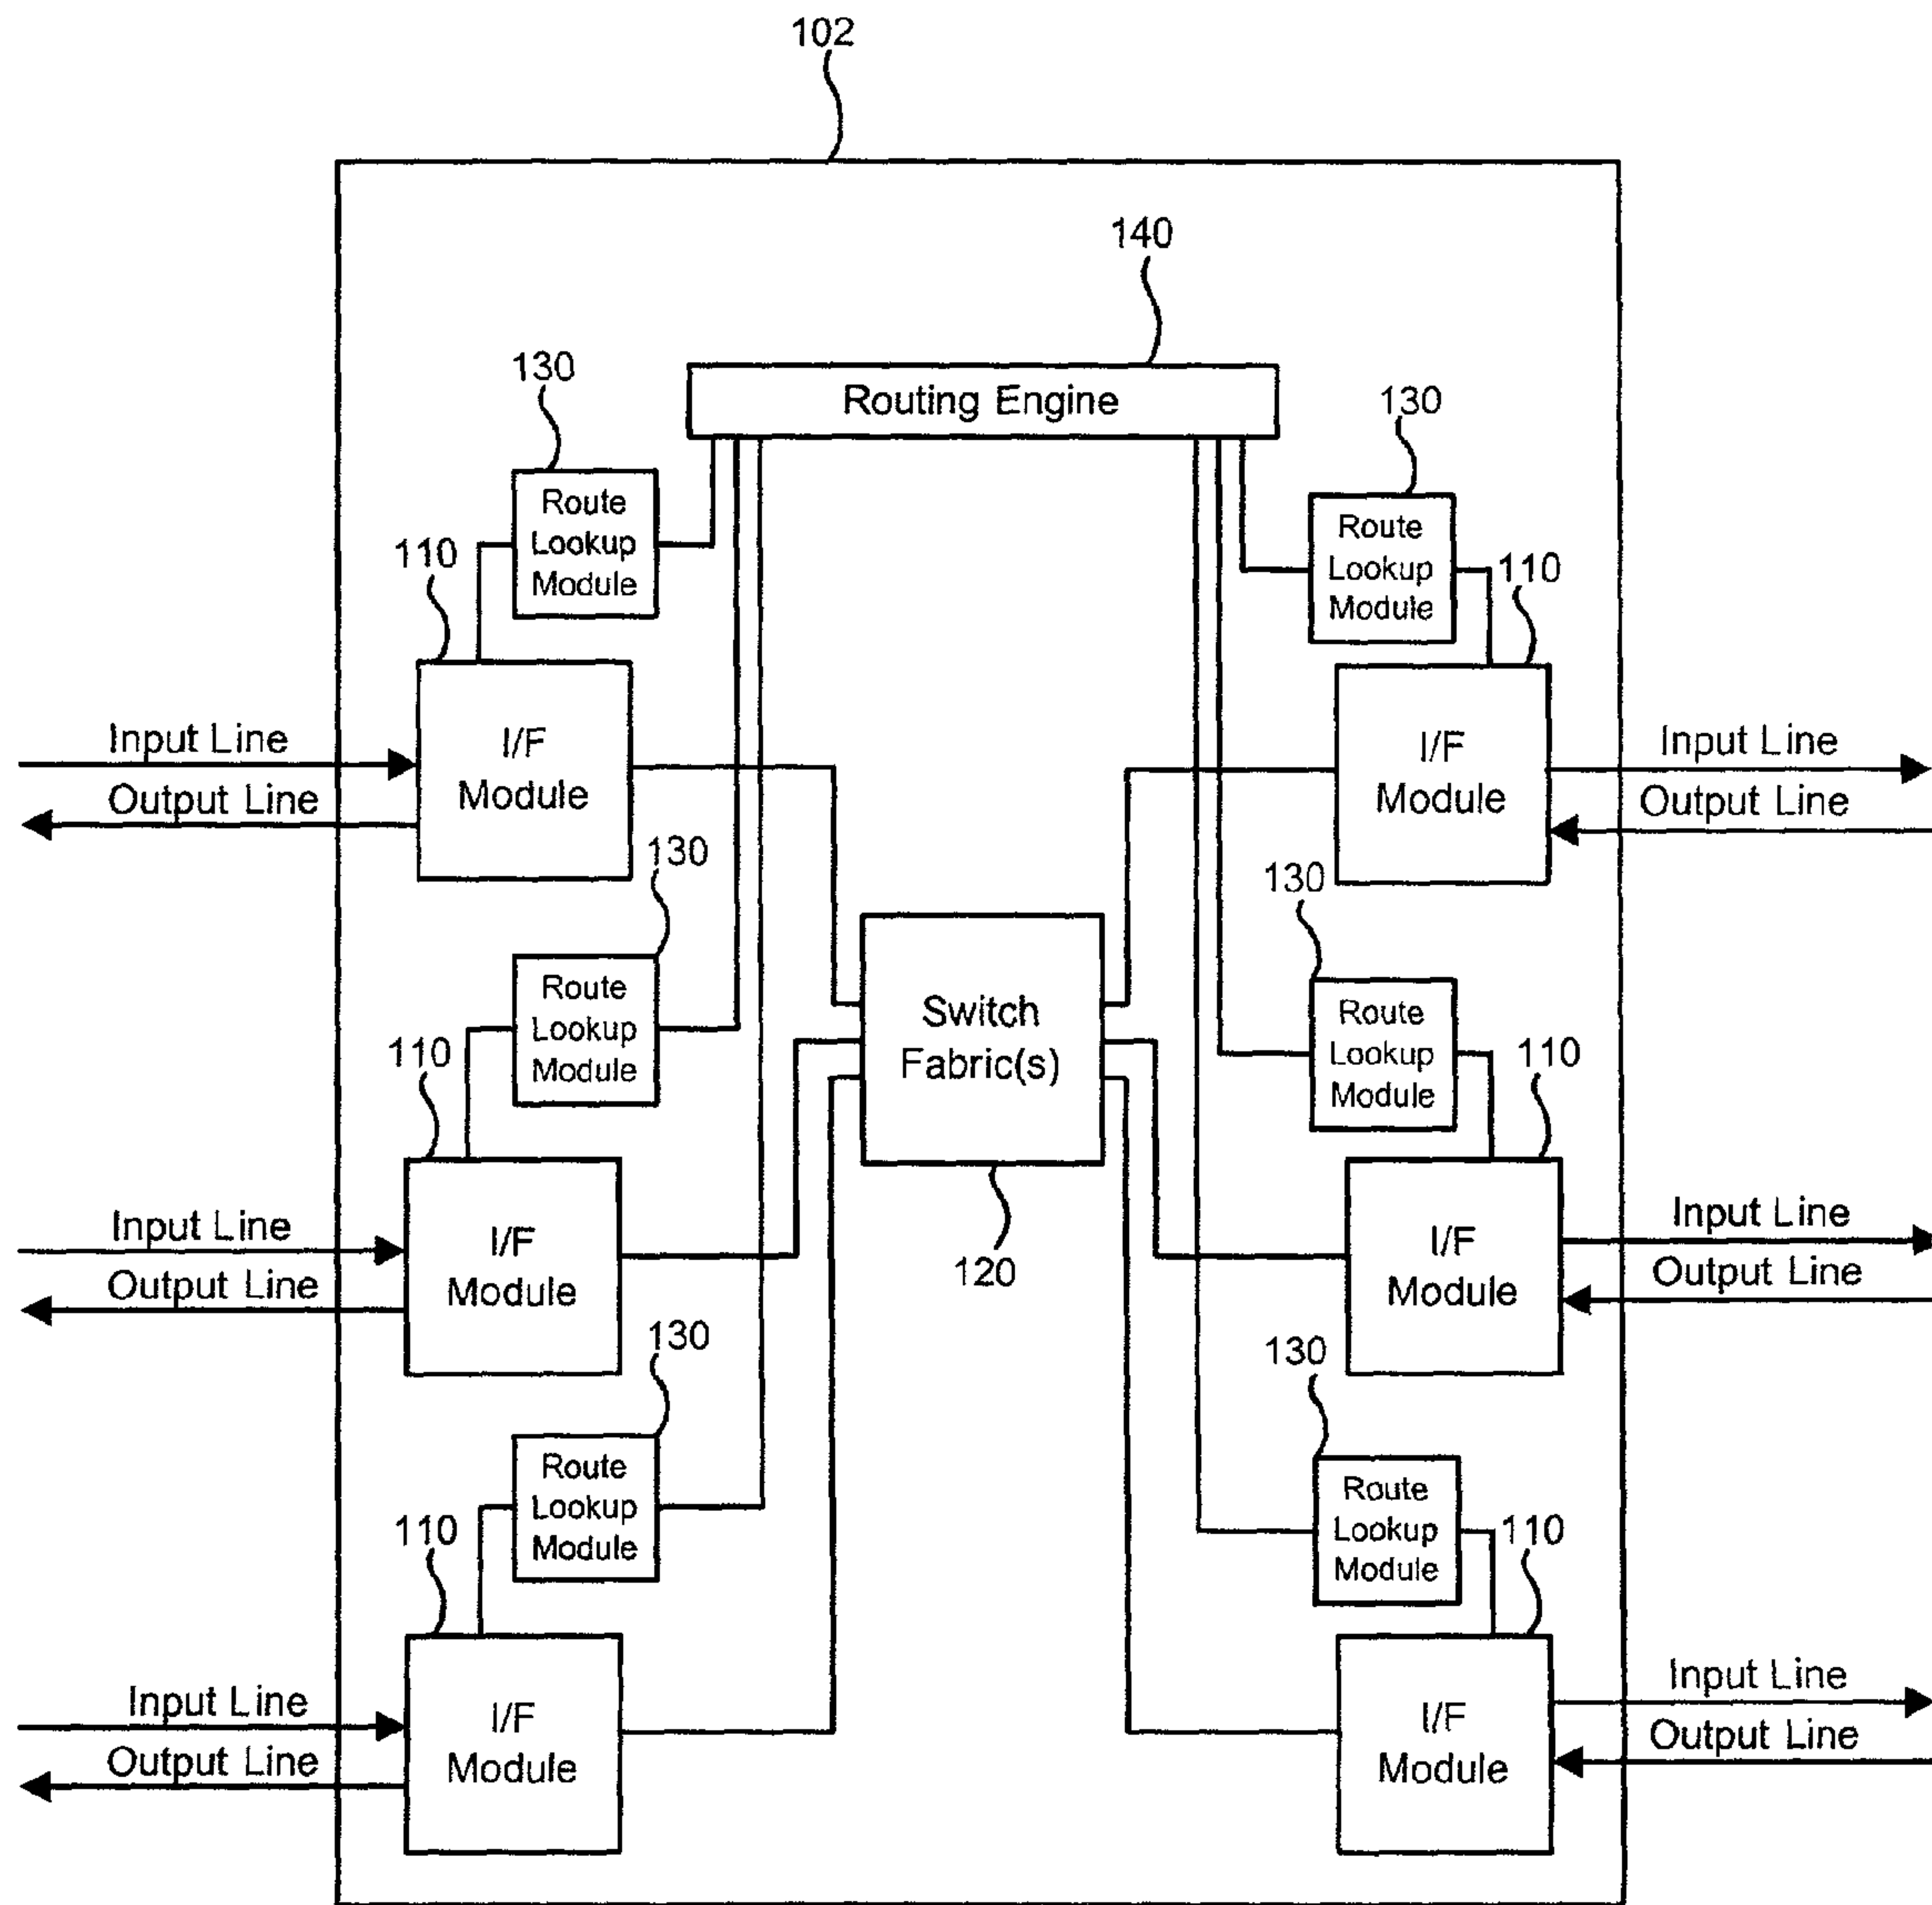 102
140
Routing Engine
130
Route
Lookup
Module
130
Route
Lookup
Module
110
I/F
Module
110
I/F
Module
Input Line
Output Line
Input Line
Output Line
130
Route
Lookup
Module
Switch
Fabric(s)
120
130
Route
Lookup
Module
110
I/F
Module
110
I/F
Module
Input Line
Output Line
Input Line
Output Line
130
Route
Lookup
Module
130
Route
Lookup
Module
110
I/F
Module
110
I/F
Module
Input Line
Output Line
Input Line
Output Line